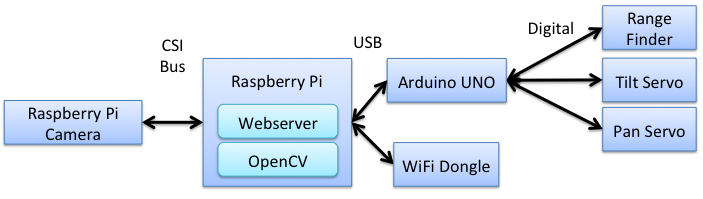 CSI
Bus
Raspberry Pi
Camera
Raspberry Pi
Webserver
OpenCV
USB
Arduino UNO
WiFi Dongle
Digital
Range
Finder
Tilt Servo
Pan Servo